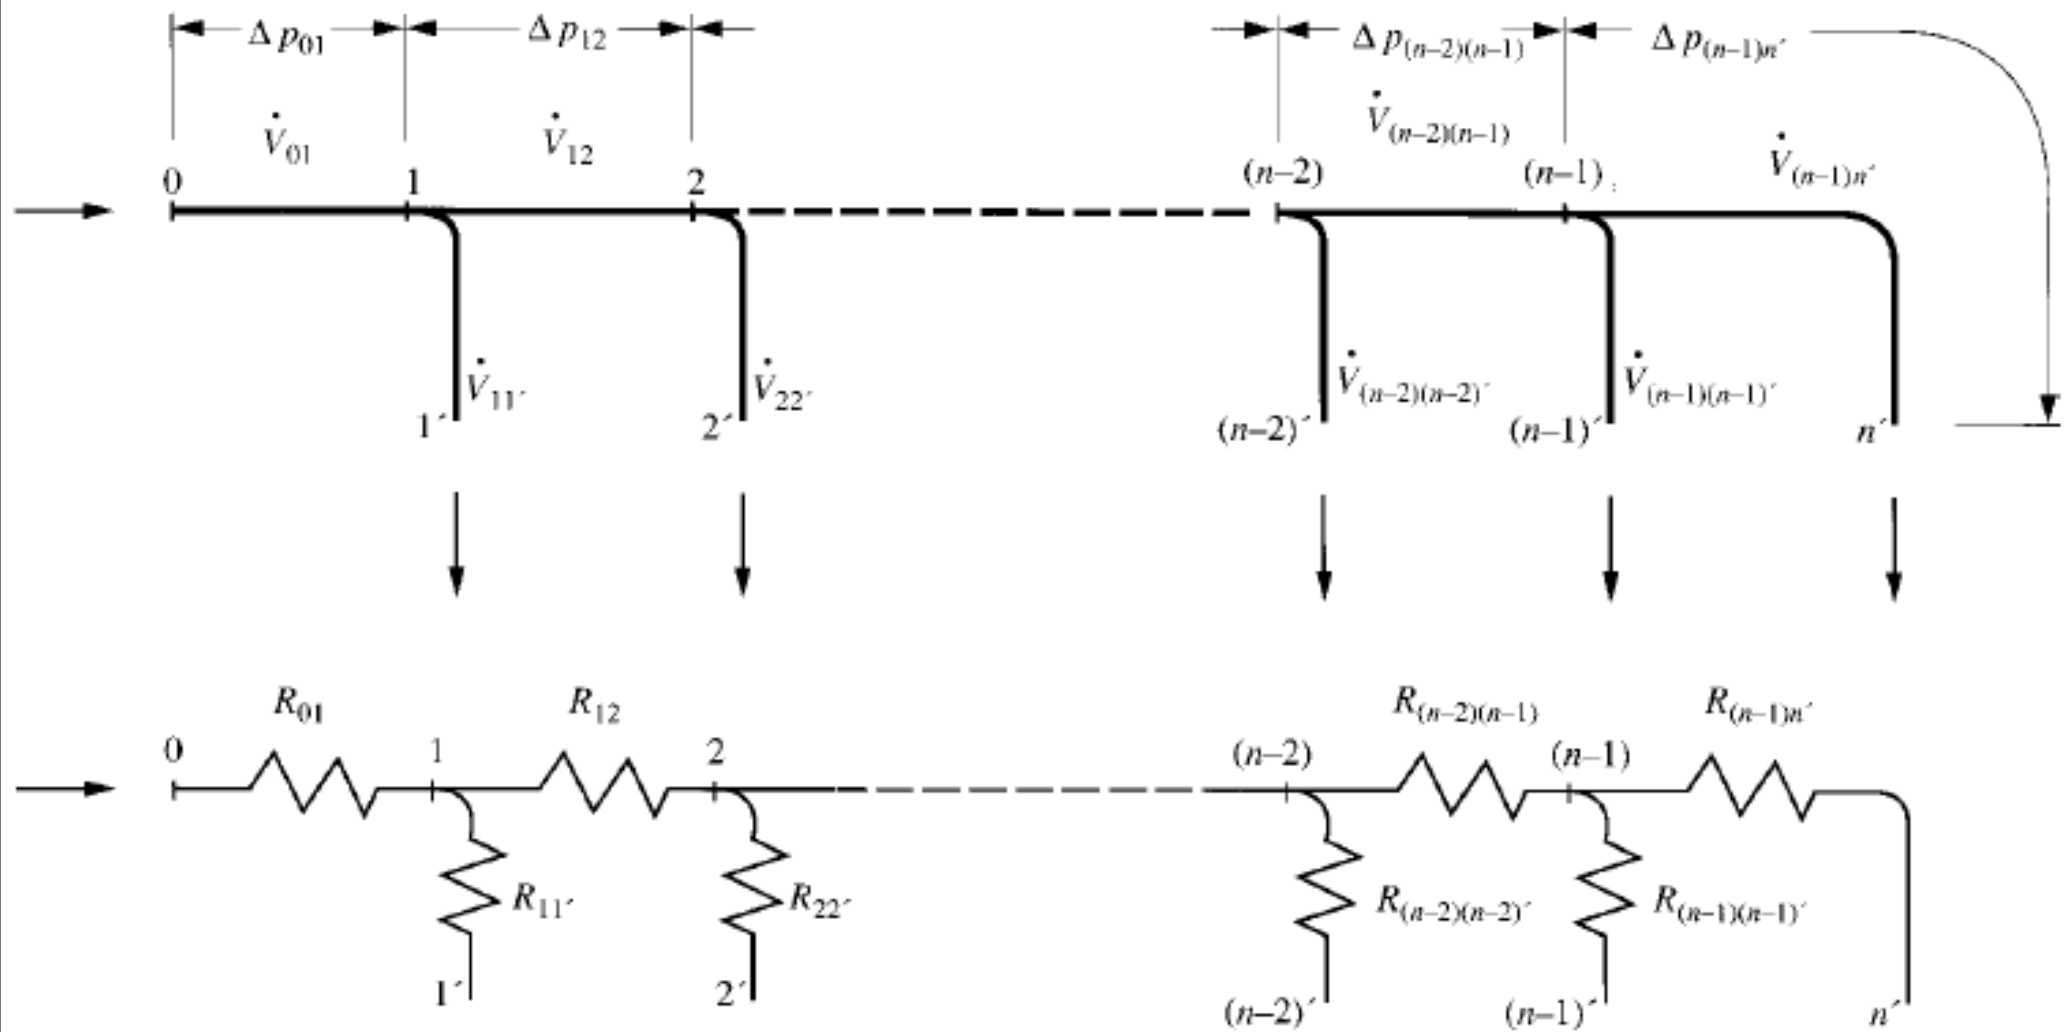 Δp01 Δp12 Δp(n–2)(n–1) Δp(n–1)n′
V̇01 V̇12 V̇(n–2)(n–1) V̇(n–1)n′
0 1 2 (n–2) (n–1)
V̇11′ V̇22′ V̇(n–2)(n–2)′ V̇(n–1)(n–1)′
1′ 2′ (n–2)′ (n–1)′ n′
R01 R12 R(n–2)(n–1) R(n–1)n′
0 1 2 (n–2) (n–1)
R11′ R22′ R(n–2)(n–2)′ R(n–1)(n–1)′
1′ 2′ (n–2)′ (n–1)′ n′